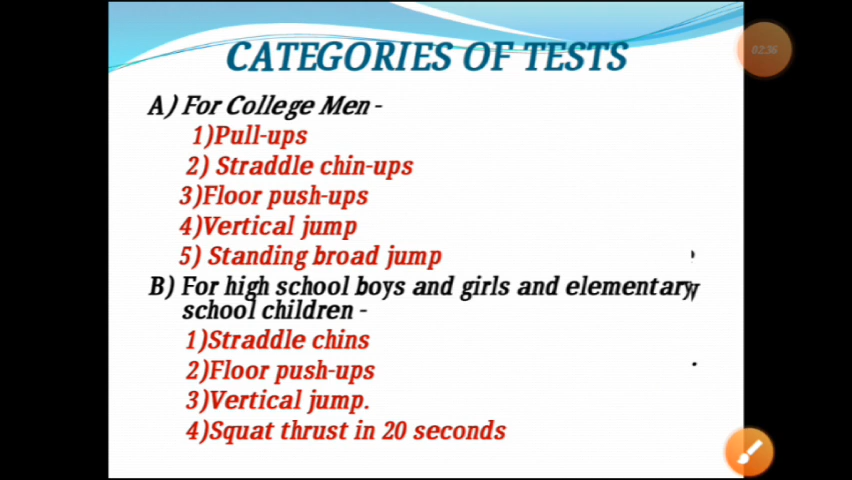 CATEGORIES OF TESTS
02:36
A) For College Men -
1)Pull-ups
2) Straddle chin-ups
3)Floor push-ups
4)Vertical jump
5) Standing broad jump
B) For high school boys and girls and elementary
school children -
1)Straddle chins
2)Floor push-ups
3)Vertical jump.
4)Squat thrust in 20 seconds